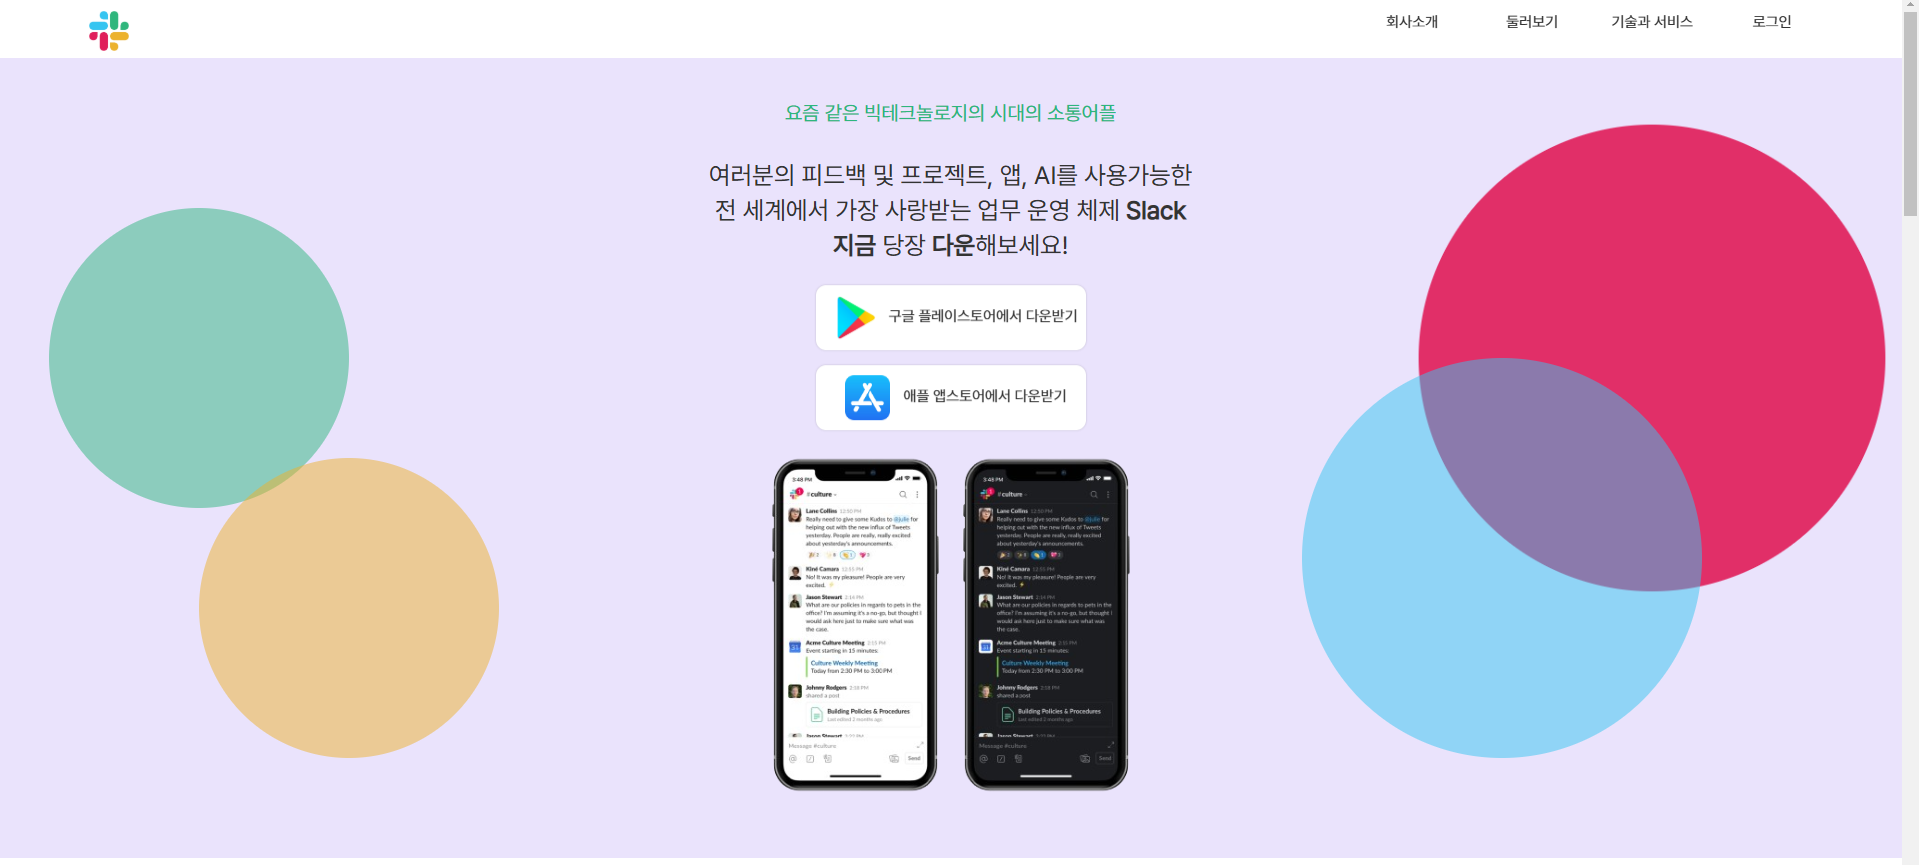 회사소개
둘러보기
기술과 서비스
로그인
요즘 같은 빅테크놀로지의 시대의 소통어플
여러분의 피드백 및 프로젝트, 앱, AI를 사용가능한
전 세계에서 가장 사랑받는 업무 운영 체제 Slack
지금 당장 다운해보세요!
구글 플레이스토어에서 다운받기
애플 앱스토어에서 다운받기
3:48 PM
# culture
Lane Collins 12:50 PM
Really need to give some Kudos to @julie for
helping out with the new influx of Tweets
yesterday. People are really, really excited
about yesterday's announcements.
Kiné Camara 12:55 PM
No! It was my pleasure! People are very
excited.
Jason Stewart 2:14 PM
What are our policies in regards to pets in the
office? I'm assuming it's a no-go, but thought I
would ask here just to make sure what was
the case.
Acme Culture Meeting 2:15 PM
Event starting in 15 minutes:
Culture Weekly Meeting
Today from 2:30 PM to 3:00 PM
Johnny Rodgers 2:18 PM
shared a post
Building Policies & Procedures
Last edited 2 months ago
Jason Stewart
Message #culture
Send
3:48 PM
# culture
Lane Collins 12:50 PM
Really need to give some Kudos to @julie for
helping out with the new influx of Tweets
yesterday. People are really, really excited
about yesterday's announcements.
Kiné Camara 12:55 PM
No! It was my pleasure! People are very
excited.
Jason Stewart 2:14 PM
What are our policies in regards to pets in the
office? I'm assuming it's a no-go, but thought I
would ask here just to make sure what was
the case.
Acme Culture Meeting 2:15 PM
Event starting in 15 minutes:
Culture Weekly Meeting
Today from 2:30 PM to 3:00 PM
Johnny Rodgers 2:18 PM
shared a post
Building Policies & Procedures
Last edited 2 months ago
Jason Stewart
Message #culture
Send